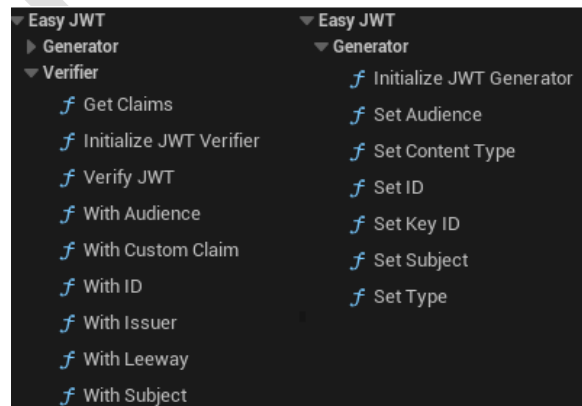 Easy JWT
Generator
Verifier
Get Claims
Initialize JWT Verifier
Verify JWT
With Audience
With Custom Claim
With ID
With Issuer
With Leeway
With Subject
Easy JWT
Generator
Initialize JWT Generator
Set Audience
Set Content Type
Set ID
Set Key ID
Set Subject
Set Type